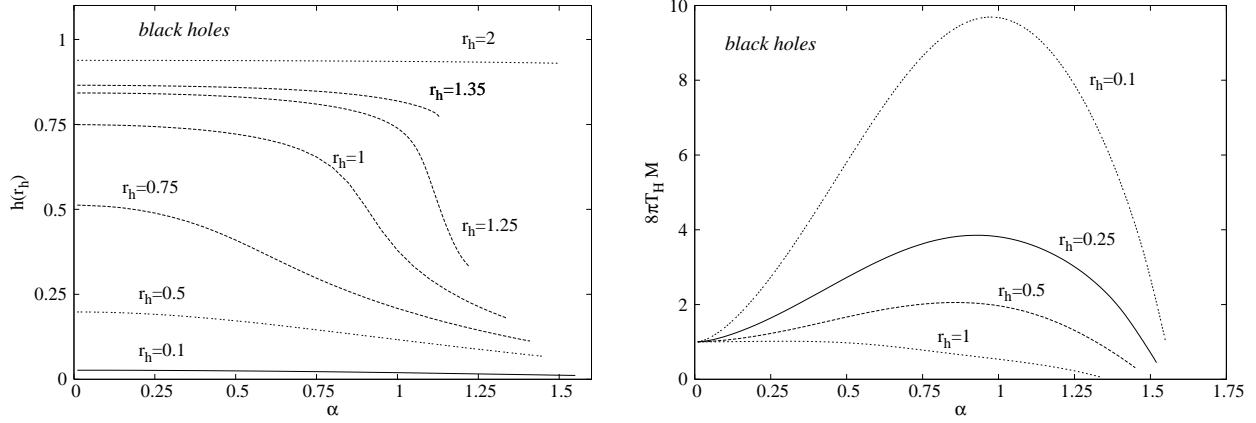 black holes
r_h=2
r_h=1.35
r_h=1
r_h=0.75
r_h=1.25
r_h=0.5
r_h=0.1
h(r_h)
1
0.75
0.5
0.25
0
0 0.25 0.5 0.75 1 1.25 1.5
α
black holes
r_h=0.1
r_h=0.25
r_h=0.5
r_h=1
8πT_H M
10
8
6
4
2
0
0 0.25 0.5 0.75 1 1.25 1.5 1.75
α